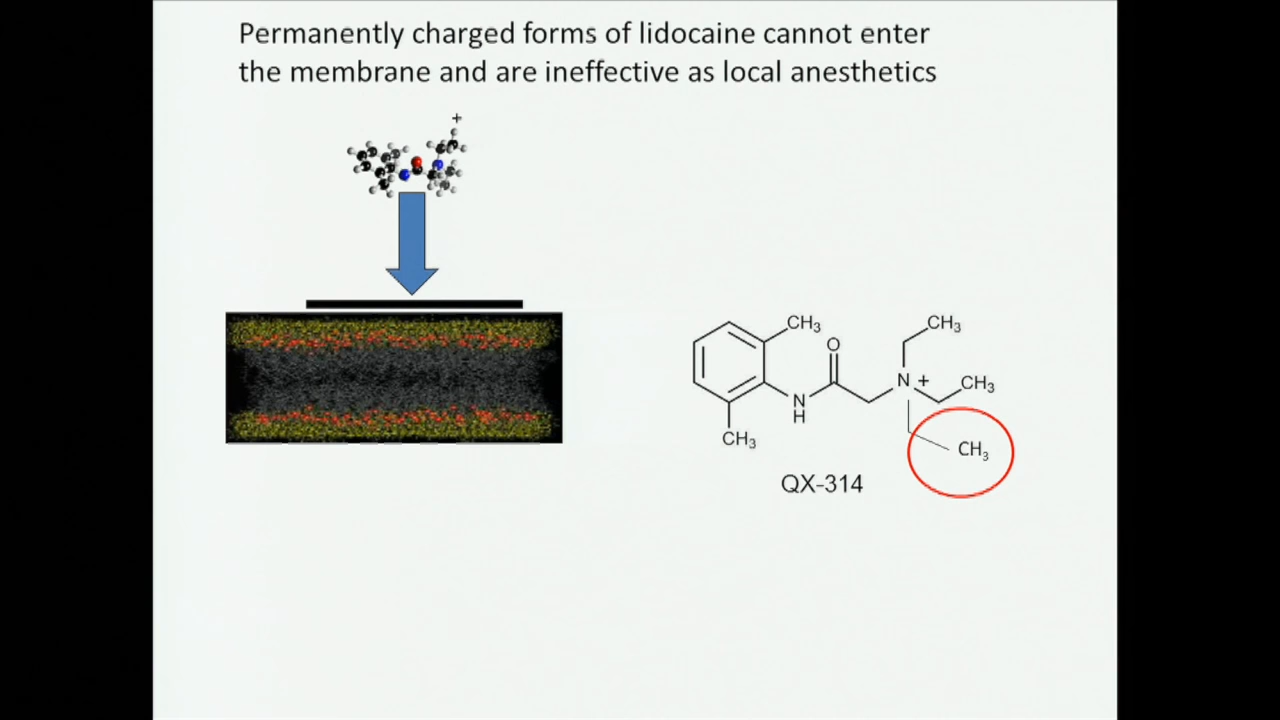 Permanently charged forms of lidocaine cannot enter
the membrane and are ineffective as local anesthetics
+
CH₃
O
CH₃
N +
CH₃
N
H
CH₃
CH₃
QX-314